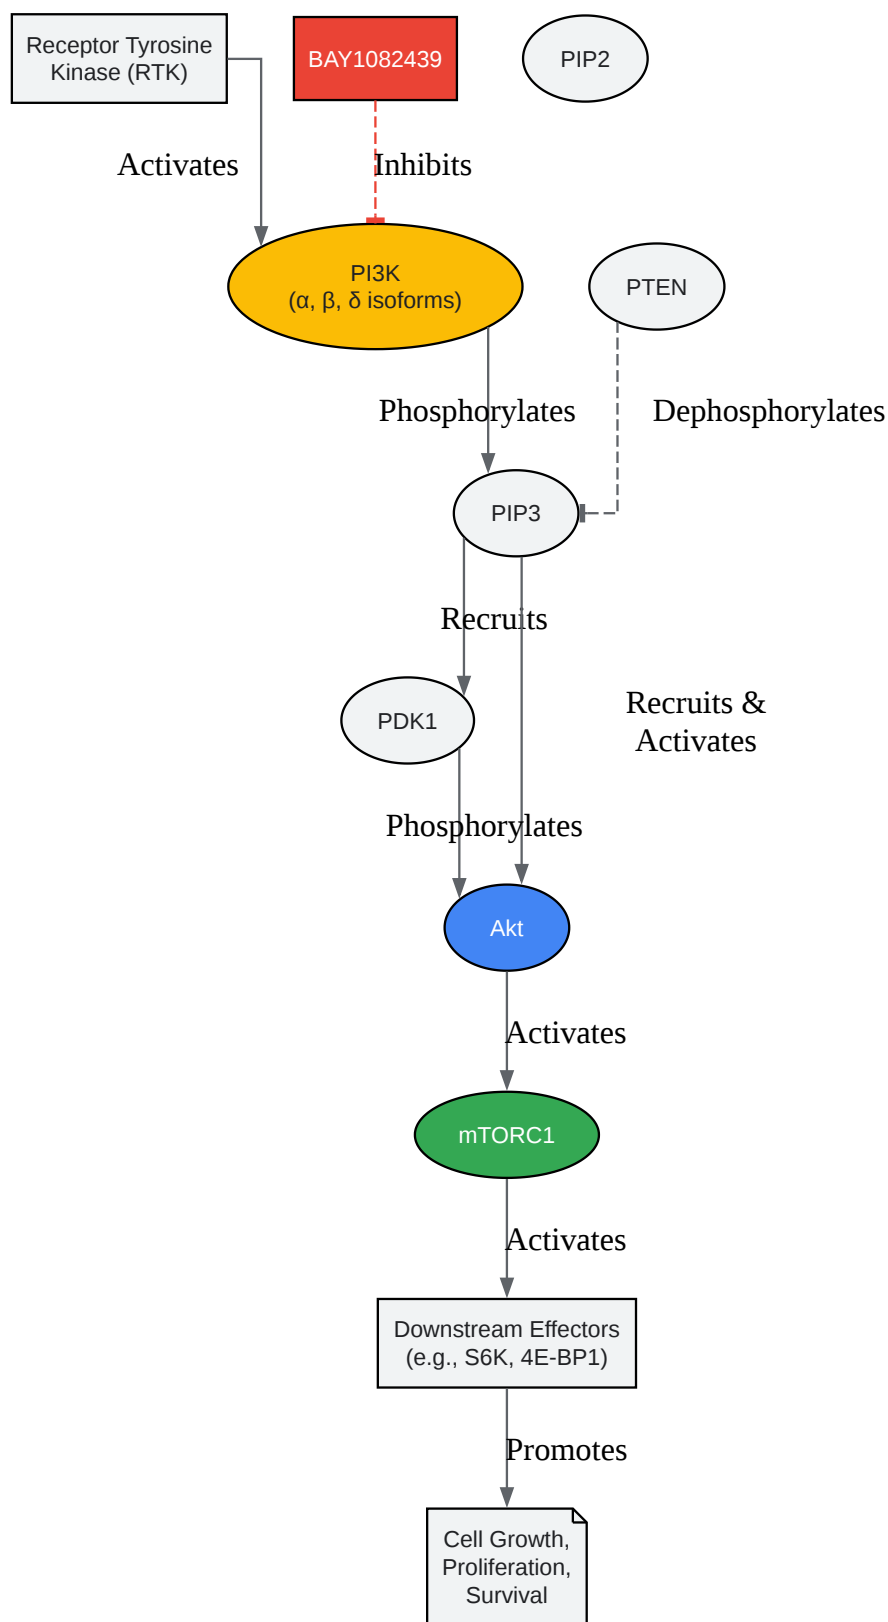 Receptor Tyrosine
Kinase (RTK)
BAY1082439
PIP2
Activates
Inhibits
PI3K
(α, β, δ isoforms)
PTEN
Phosphorylates
Dephosphorylates
PIP3
Recruits
Recruits &
Activates
PDK1
Phosphorylates
Akt
Activates
mTORC1
Activates
Downstream Effectors
(e.g., S6K, 4E-BP1)
Promotes
Cell Growth,
Proliferation,
Survival